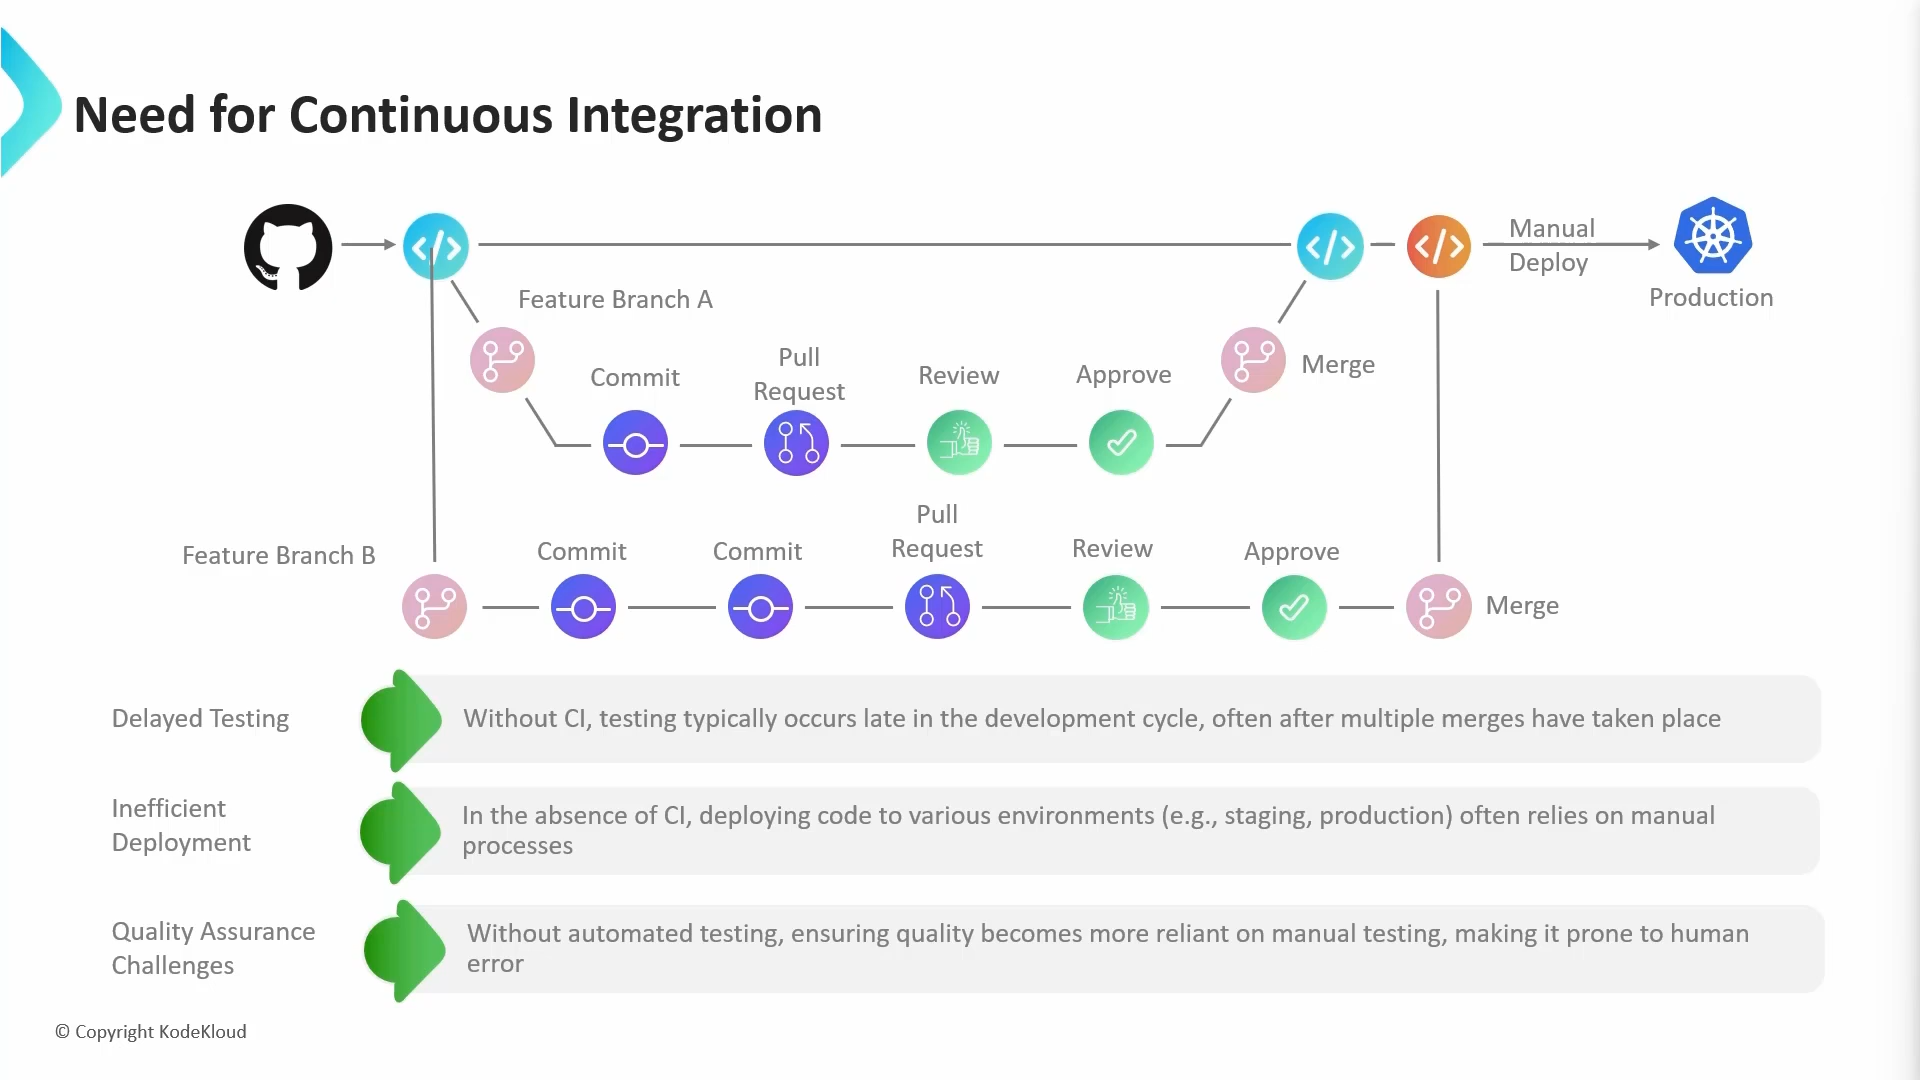 Need for Continuous Integration
Manual
Deploy
Production
Feature Branch A
Commit
Pull
Request
Review
Approve
Merge
Feature Branch B
Commit
Commit
Pull
Request
Review
Approve
Merge
Delayed Testing
Without CI, testing typically occurs late in the development cycle, often after multiple merges have taken place
Inefficient
Deployment
In the absence of CI, deploying code to various environments (e.g., staging, production) often relies on manual
processes
Quality Assurance
Challenges
Without automated testing, ensuring quality becomes more reliant on manual testing, making it prone to human
error
© Copyright KodeKloud